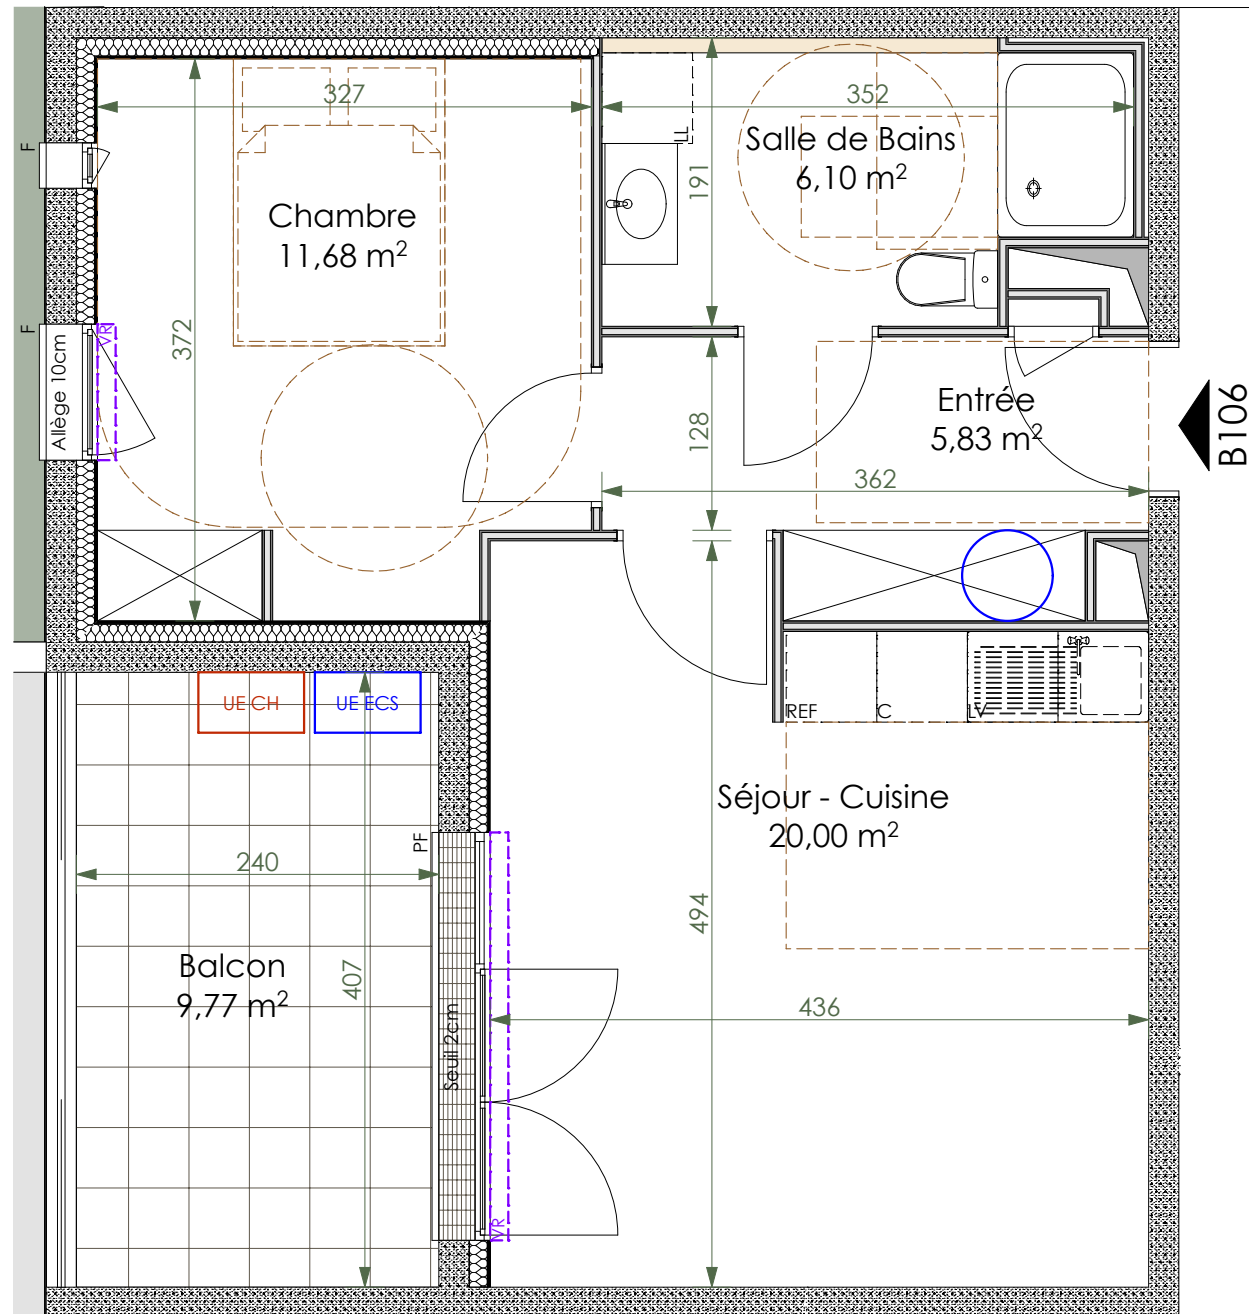 327
352
F
LL
Salle de Bains
6,10 m²
191
Chambre
11,68 m²
F
VR
372
Allège 10cm
128
Entrée
5,83 m²
B106
362
UE CH
UE ECS
REF
C
LV
Séjour - Cuisine
20,00 m²
PF
240
494
Balcon
9,77 m²
407
436
Seuil 2cm
VR